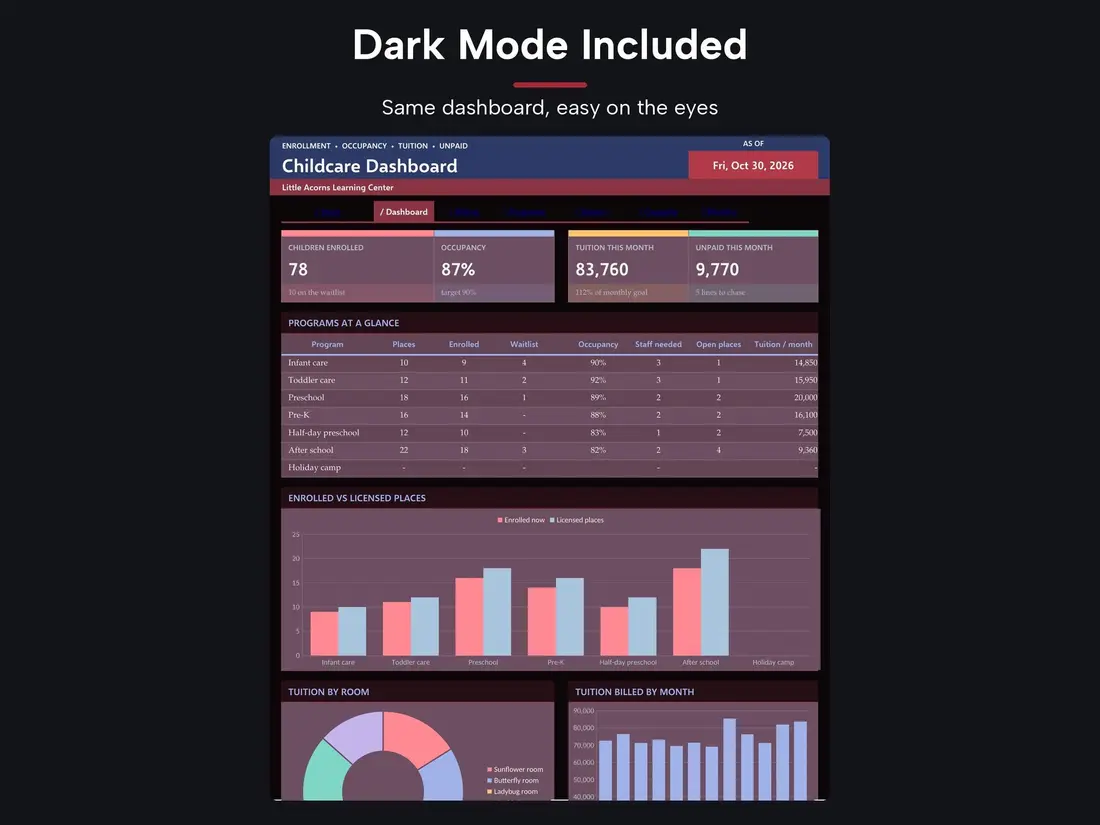 Dark Mode Included
Same dashboard, easy on the eyes
ENROLLMENT • OCCUPANCY • TUITION • UNPAID
AS OF
Childcare Dashboard
Fri, Oct 30, 2026
Little Acorns Learning Center
/ Dashboard
CHILDREN ENROLLED OCCUPANCY TUITION THIS MONTH UNPAID THIS MONTH
78 87% 83,760 9,770
10 on the waitlist target 90% 112% of monthly goal 5 lines to chase
PROGRAMS AT A GLANCE
Program Places Enrolled Waitlist Occupancy Staff needed Open places Tuition / month
Infant care 10 9 4 90% 3 1 14,850
Toddler care 12 11 2 92% 3 1 15,950
Preschool 18 16 1 89% 2 2 20,000
Pre-K 16 14 - 88% 2 2 16,100
Half-day preschool 12 10 - 83% 1 2 7,500
After school 22 18 3 82% 2 4 9,360
Holiday camp - - - - -
ENROLLED VS LICENSED PLACES
Enrolled now Licensed places
25
20
15
10
5
0
Infant care Toddler care Preschool Pre-K Half-day preschool After school Holiday camp
TUITION BY ROOM
Sunflower room
Butterfly room
Ladybug room
TUITION BILLED BY MONTH
90,000
80,000
70,000
60,000
50,000
40,000